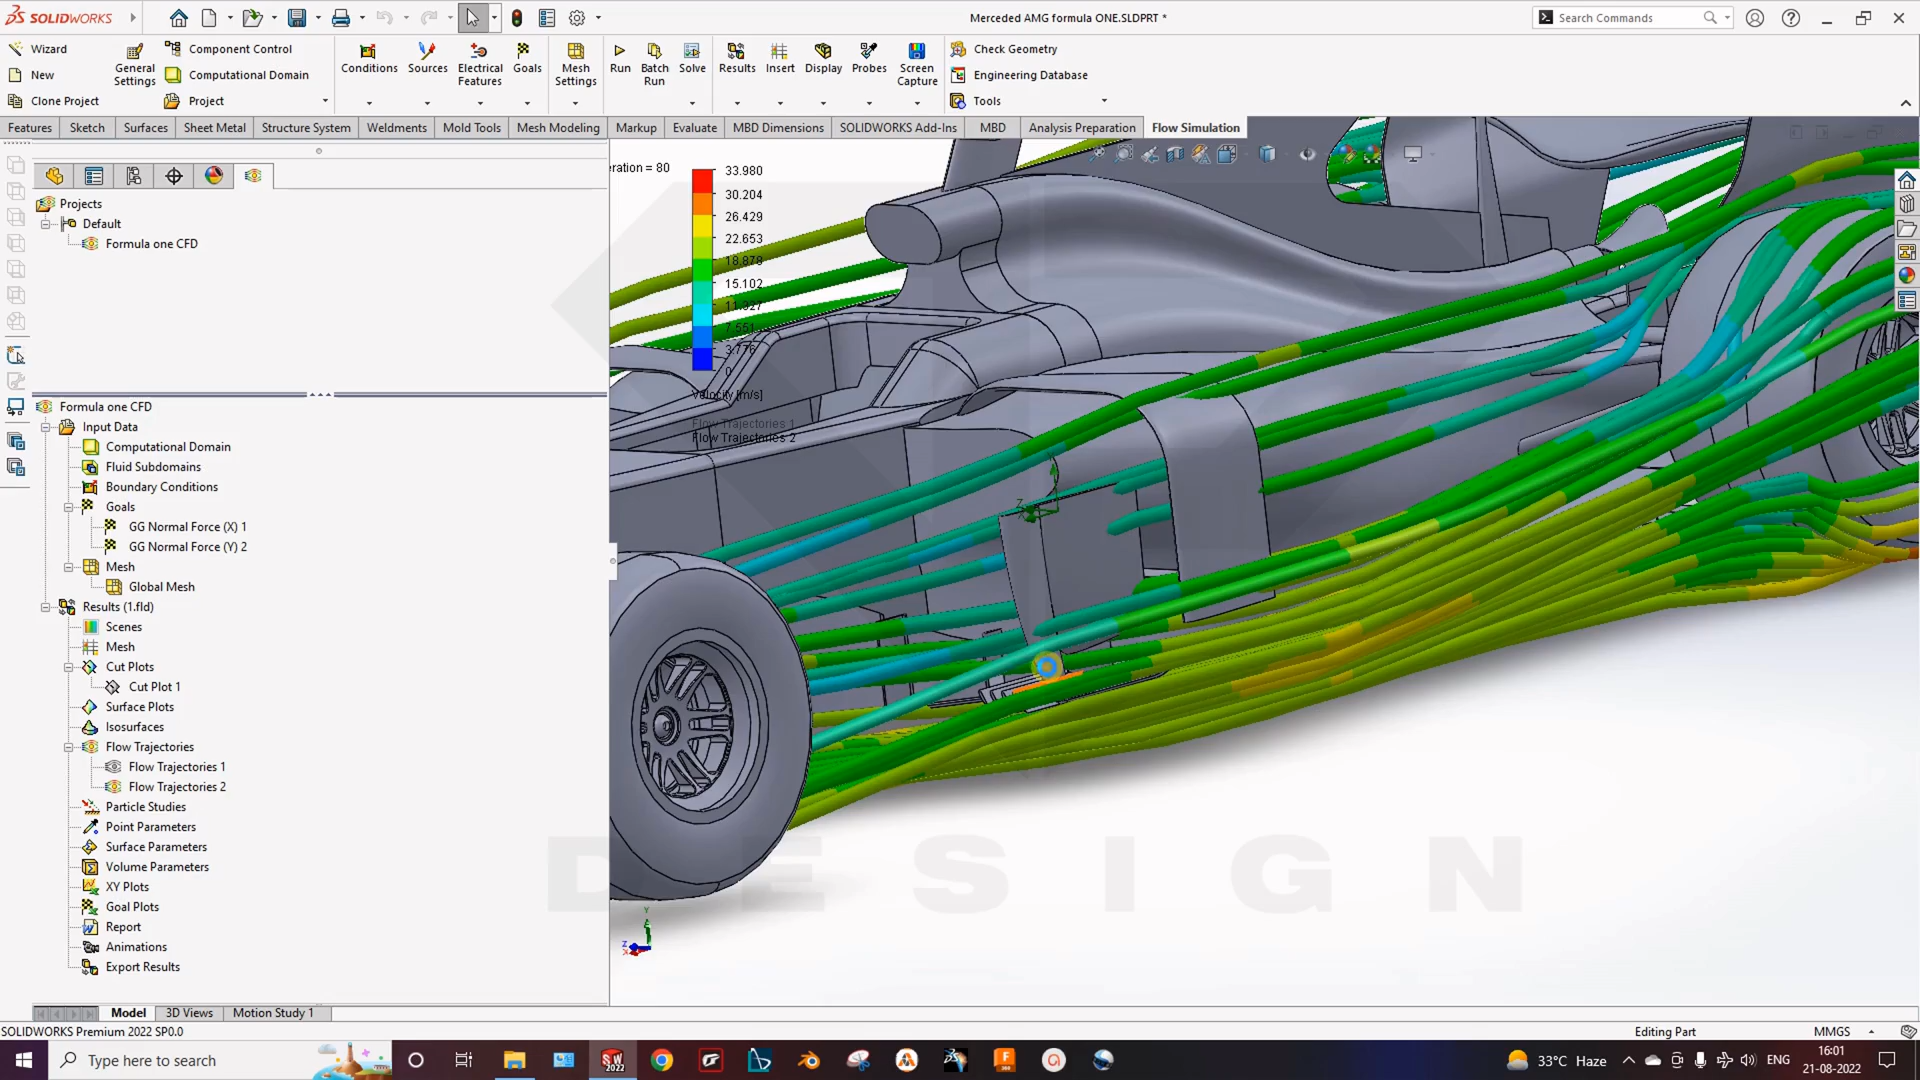 SOLIDWORKS
Merceded AMG formula ONE.SLDPRT *
Search Commands
Wizard
New
Clone Project
General Settings
Component Control
Computational Domain
Project
Conditions
Sources
Electrical Features
Goals
Mesh Settings
Run
Batch Run
Solve
Results
Insert
Display
Probes
Screen Capture
Check Geometry
Engineering Database
Tools
Features
Sketch
Surfaces
Sheet Metal
Structure System
Weldments
Mold Tools
Mesh Modeling
Markup
Evaluate
MBD Dimensions
SOLIDWORKS Add-Ins
MBD
Analysis Preparation
Flow Simulation
Projects
Default
Formula one CFD
Formula one CFD
Input Data
Computational Domain
Fluid Subdomains
Boundary Conditions
Goals
GG Normal Force (X) 1
GG Normal Force (Y) 2
Mesh
Global Mesh
Results (1.fld)
Scenes
Mesh
Cut Plots
Cut Plot 1
Surface Plots
Isosurfaces
Flow Trajectories
Flow Trajectories 1
Flow Trajectories 2
Particle Studies
Point Parameters
Surface Parameters
Volume Parameters
XY Plots
Goal Plots
Report
Animations
Export Results
eration = 80
33.980
30.204
26.429
22.653
18.878
15.102
11.327
7.551
3.776
0
Velocity [m/s]
Flow Trajectories 1
Flow Trajectories 2
Z
X
Y
Z
X
DESIGN
Model
3D Views
Motion Study 1
SOLIDWORKS Premium 2022 SP0.0
Editing Part
MMGS
Type here to search
SW
2022
F
33°C Haze
ENG
16:01
21-08-2022